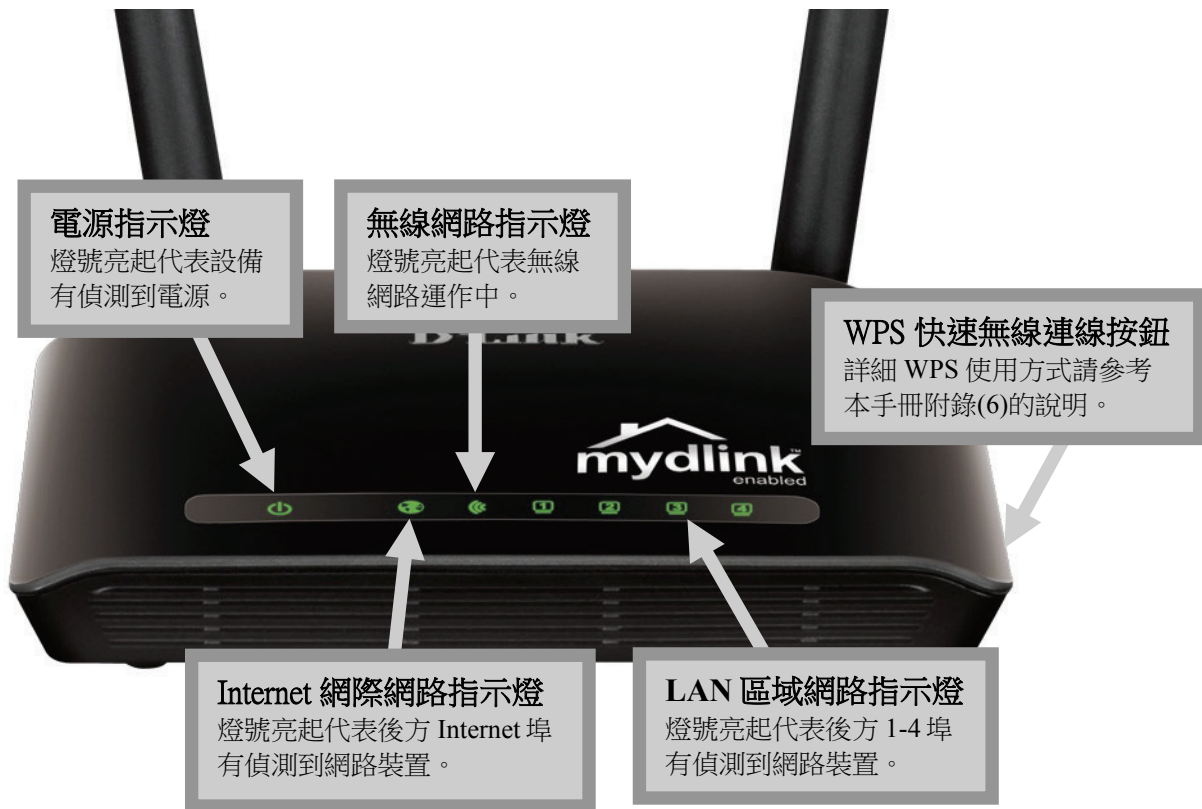 電源指示燈
燈號亮起代表設備
有偵測到電源。
無線網路指示燈
燈號亮起代表無線
網路運作中。
D-Link
WPS 快速無線連線按鈕
詳細 WPS 使用方式請參考
本手冊附錄(6)的說明。
mydlink™
enabled
1 2 3 4
Internet 網際網路指示燈
燈號亮起代表後方 Internet 埠
有偵測到網路裝置。
LAN 區域網路指示燈
燈號亮起代表後方 1-4 埠
有偵測到網路裝置。